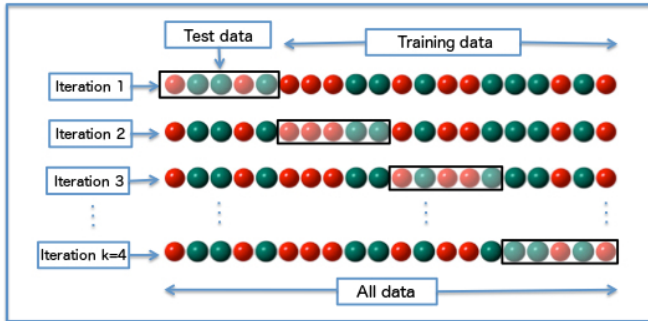 Test data
Training data
Iteration 1
Iteration 2
Iteration 3
Iteration k=4
All data